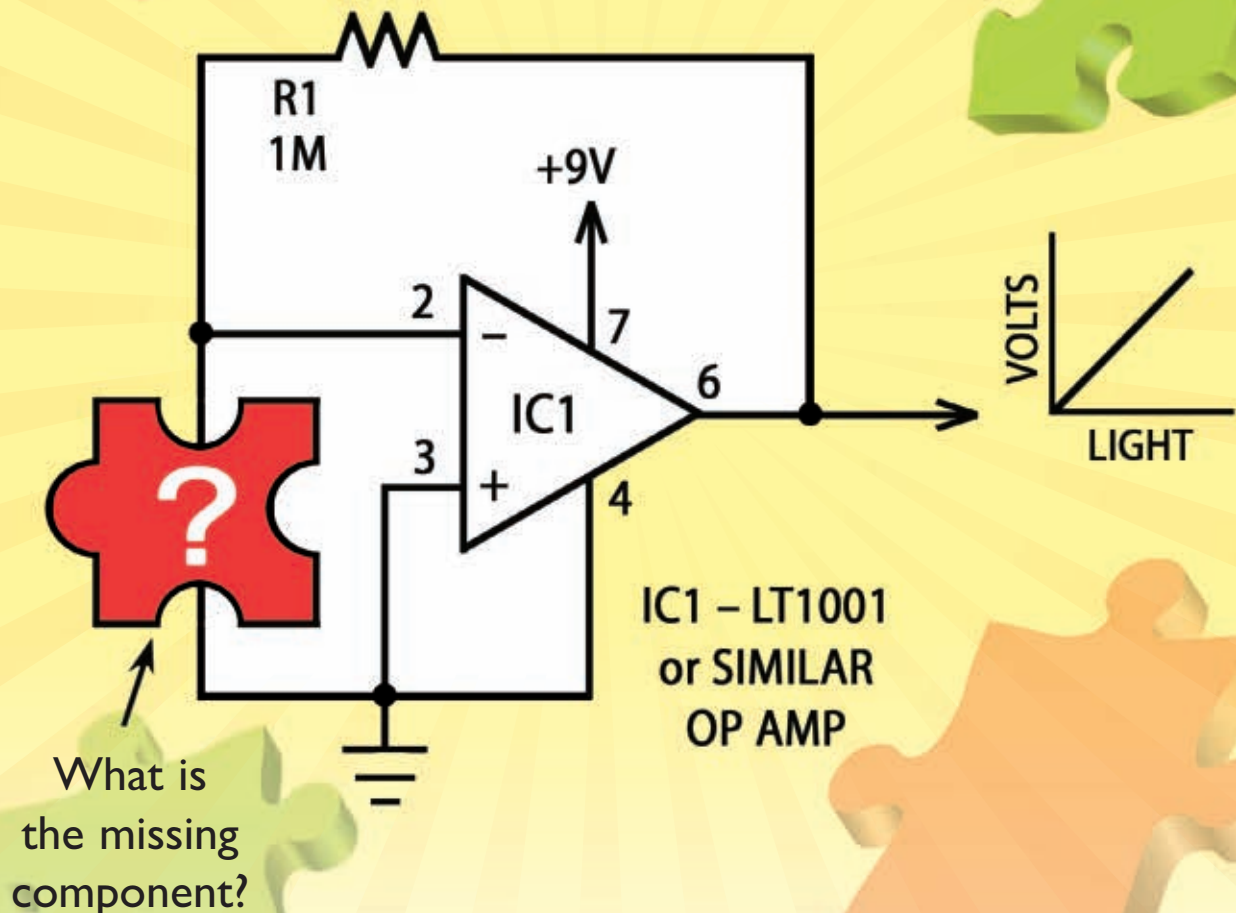 R1
1M
+9V
2
–
7
IC1
6
3
+
4
VOLTS
LIGHT
?
IC1 – LT1001
or SIMILAR
OP AMP
What is
the missing
component?